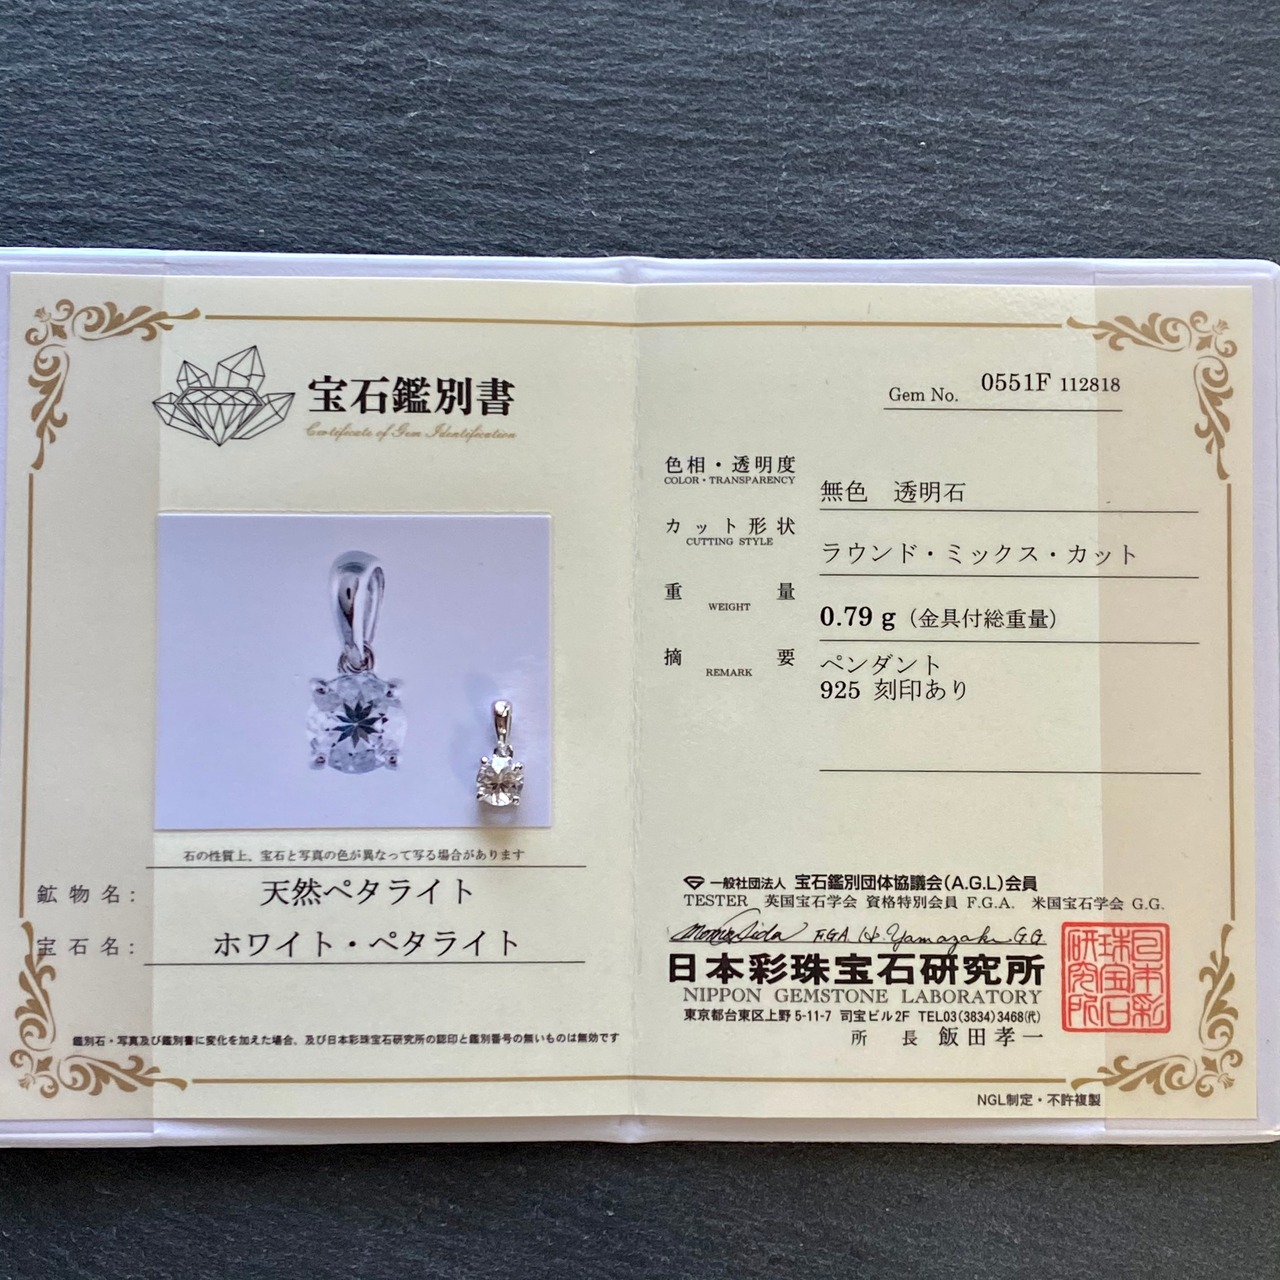 宝石鑑別書
Certificate of Gem Identification
石の性質上、宝石と写真の色が異なって写る場合があります
鉱物名: 天然ペタライト
宝石名: ホワイト・ペタライト
鑑別石・写真及び鑑別書に変化を加えた場合、及び日本彩珠宝石研究所の認印と鑑別番号の無いものは無効です
Gem No. 0551F 112818
色相・透明度
COLOR・TRANSPARENCY
無色 透明石
カット形状
CUTTING STYLE
ラウンド・ミックス・カット
重量
WEIGHT
0.79 g (金具付総重量)
摘要
REMARK
ペンダント
925 刻印あり
一般社団法人 宝石鑑別団体協議会(A.G.L)会員
TESTER 英国宝石学会 資格特別会員 F.G.A. 米国宝石学会 G.G.
F.G.A. H. Yamazaki G.G.
日本彩珠宝石研究所
NIPPON GEMSTONE LABORATORY
東京都台東区上野 5-11-7 司宝ビル2F TEL03(3834)3468(代)
所長 飯田孝一
日本彩珠宝石研究所
NGL制定・不許複製